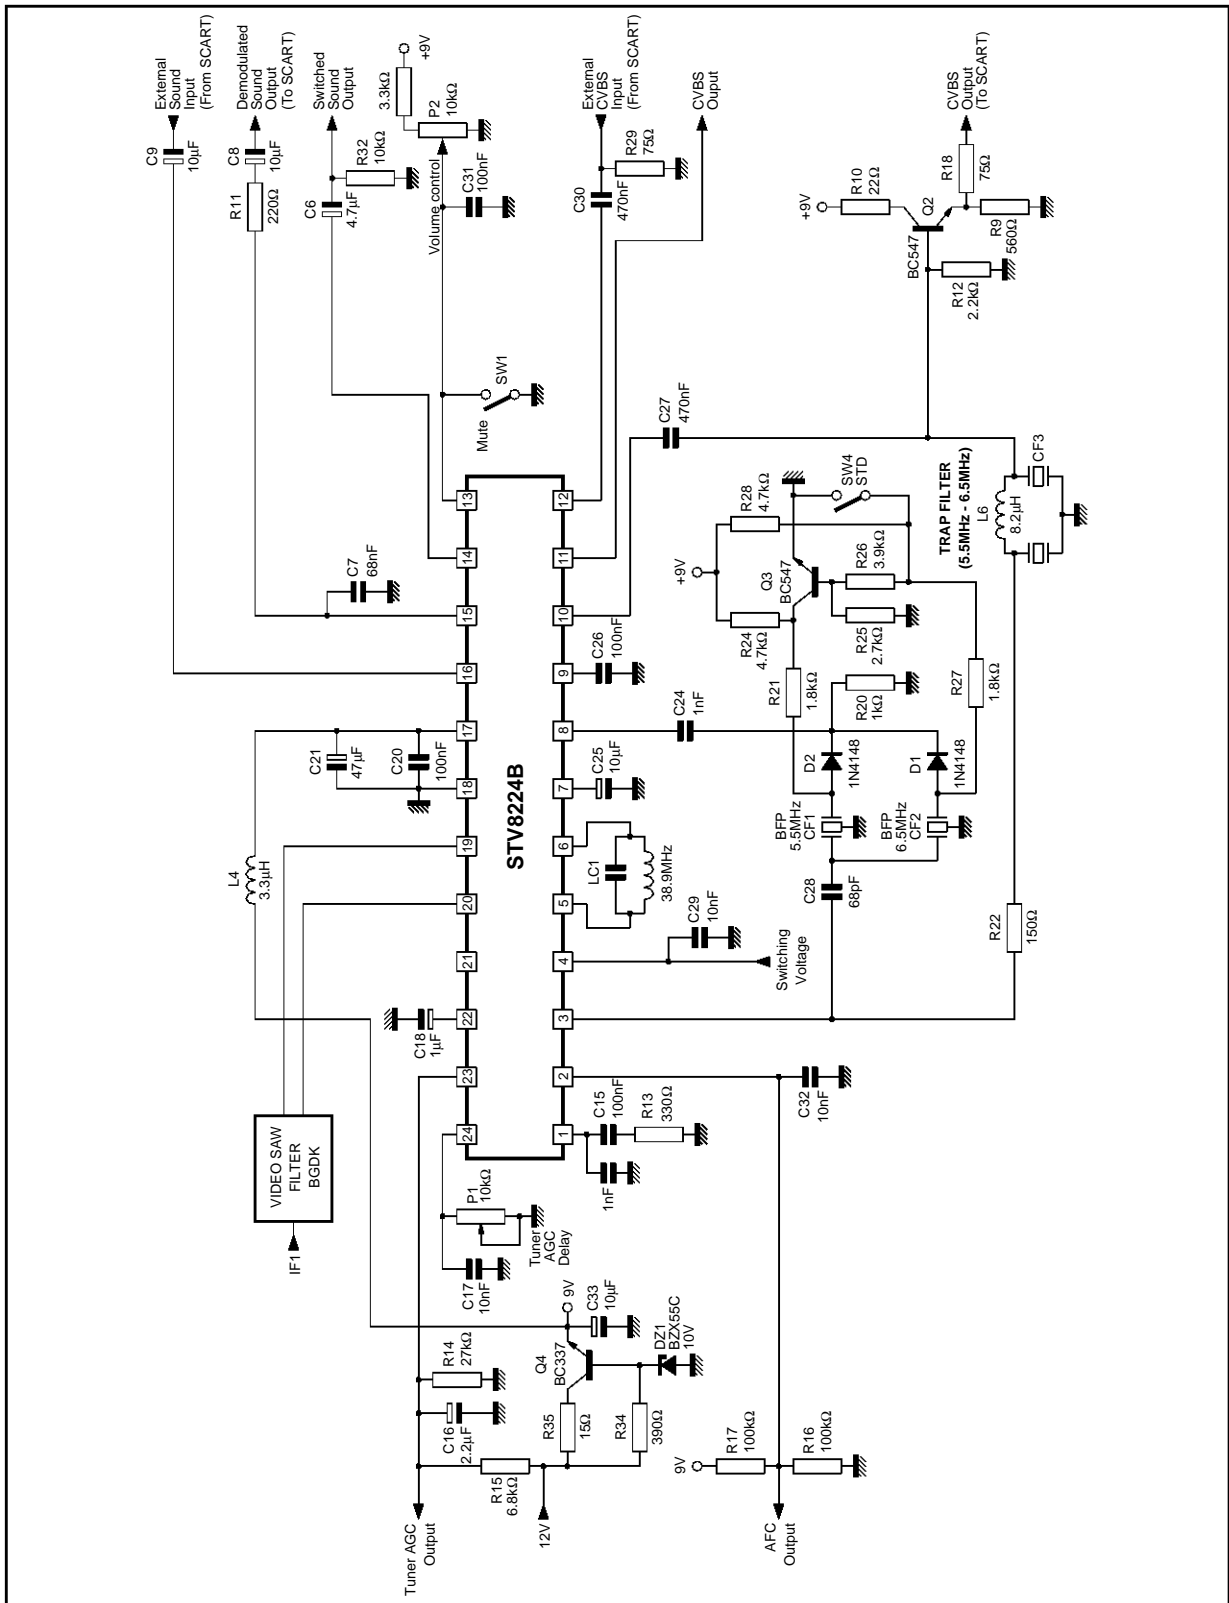 External
Sound
Input
(From SCART)
C9
10µF
Demodulated
Sound
Output
(To SCART)
C8
10µF
R11
220Ω
Switched
Sound
Output
R32
10kΩ
C6
4.7µF
+9V
3.3kΩ
P2
10kΩ
Volume control
C31
100nF
External
CVBS
Input
(From SCART)
R29
75Ω
C30
470nF
CVBS
Ouput
CVBS
Output
(To SCART)
R18
75Ω
+9V
R10
22Ω
Q2
BC547
R9
560Ω
R12
2.2kΩ
Mute
SW1
C27
470nF
C7
68nF
13
14
15
16
17
18
19
20
21
22
23
24
12
11
10
9
8
7
6
5
4
3
2
1
STV8224B
C26
100nF
C24
1nF
C25
10µF
LC1
38.9MHz
C29
10nF
Switching
Voltage
+9V
R28
4.7kΩ
SW4
STD
Q3
BC547
R26
3.9kΩ
R24
4.7kΩ
R25
2.7kΩ
R21
1.8kΩ
R20
1kΩ
R27
1.8kΩ
D2
1N4148
D1
1N4148
BFP
5.5MHz
CF1
BFP
6.5MHz
CF2
C28
68pF
TRAP FILTER
(5.5MHz - 6.5MHz)
L6
8.2µH
CF3
R22
150Ω
C21
47µF
C20
100nF
L4
3.3µH
C18
1µF
VIDEO SAW
FILTER
BGDK
IF1
C15
100nF
R13
330Ω
1nF
C32
10nF
P1
10kΩ
Tuner
AGC
Delay
C17
10nF
9V
C33
10µF
Q4
BC337
DZ1
BZX55C
10V
R14
27kΩ
C16
2.2µF
R35
15Ω
R34
390Ω
R15
6.8kΩ
12V
Tuner AGC
Output
9V
R17
100kΩ
R16
100kΩ
AFC
Output